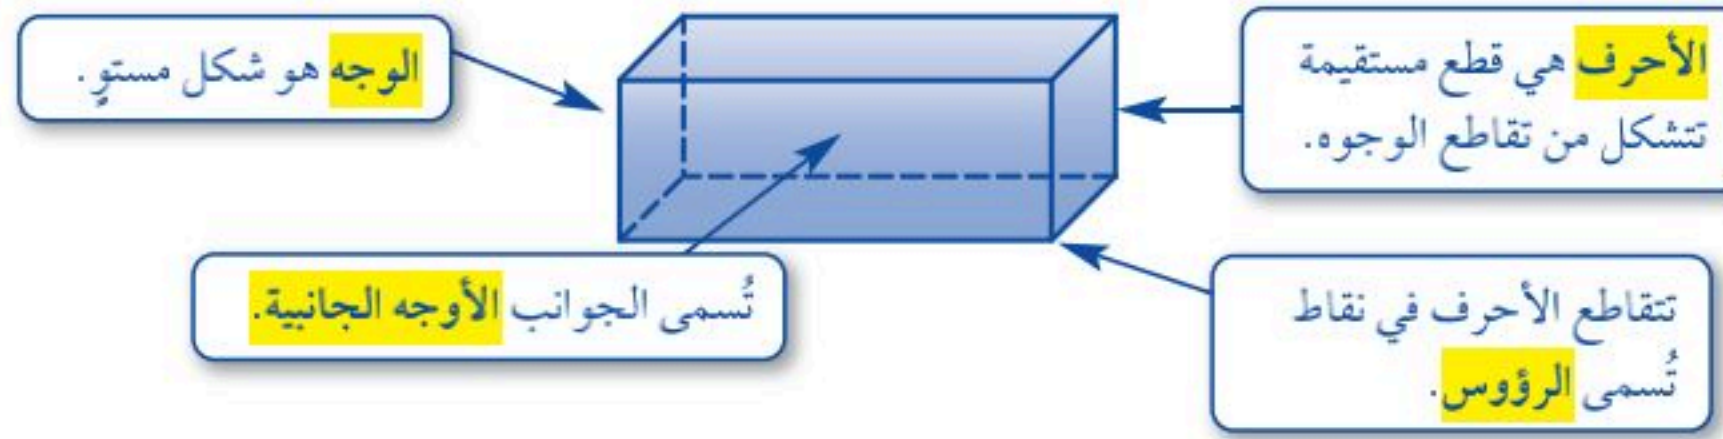 الأحرف هي قطع مستقيمة
تتشكل من تقاطع الوجوه.
الوجه هو شكل مستوٍ.
تُسمى الجوانب الأوجه الجانبية.
تتقاطع الأحرف في نقاط
تُسمى الرؤوس.